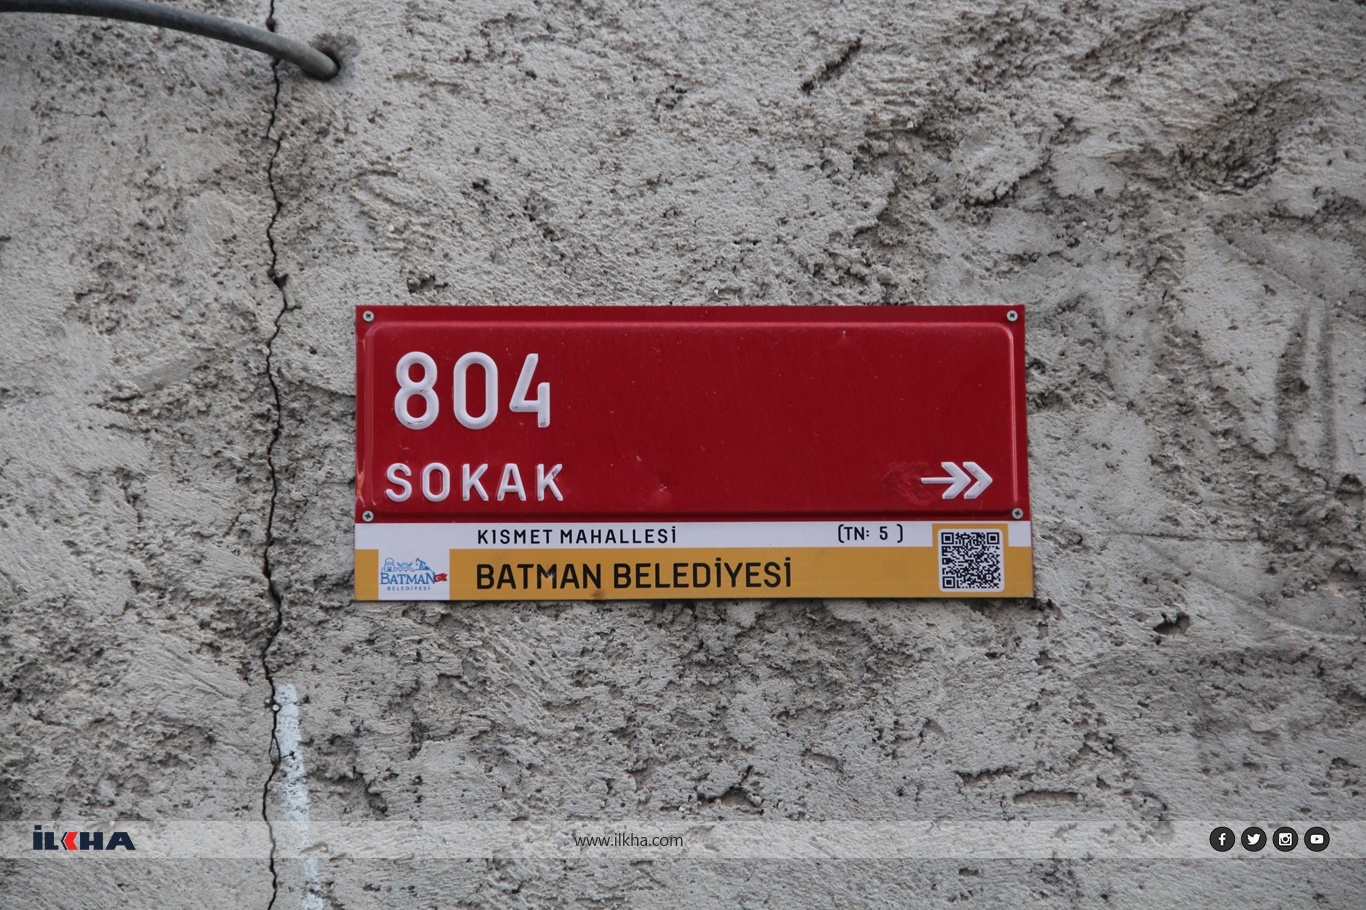 804
SOKAK
KISMET MAHALLESİ (TN: 5 )
BATMAN
BELEDİYESİ
BATMAN BELEDİYESİ
İLKHA
www.ilkha.com